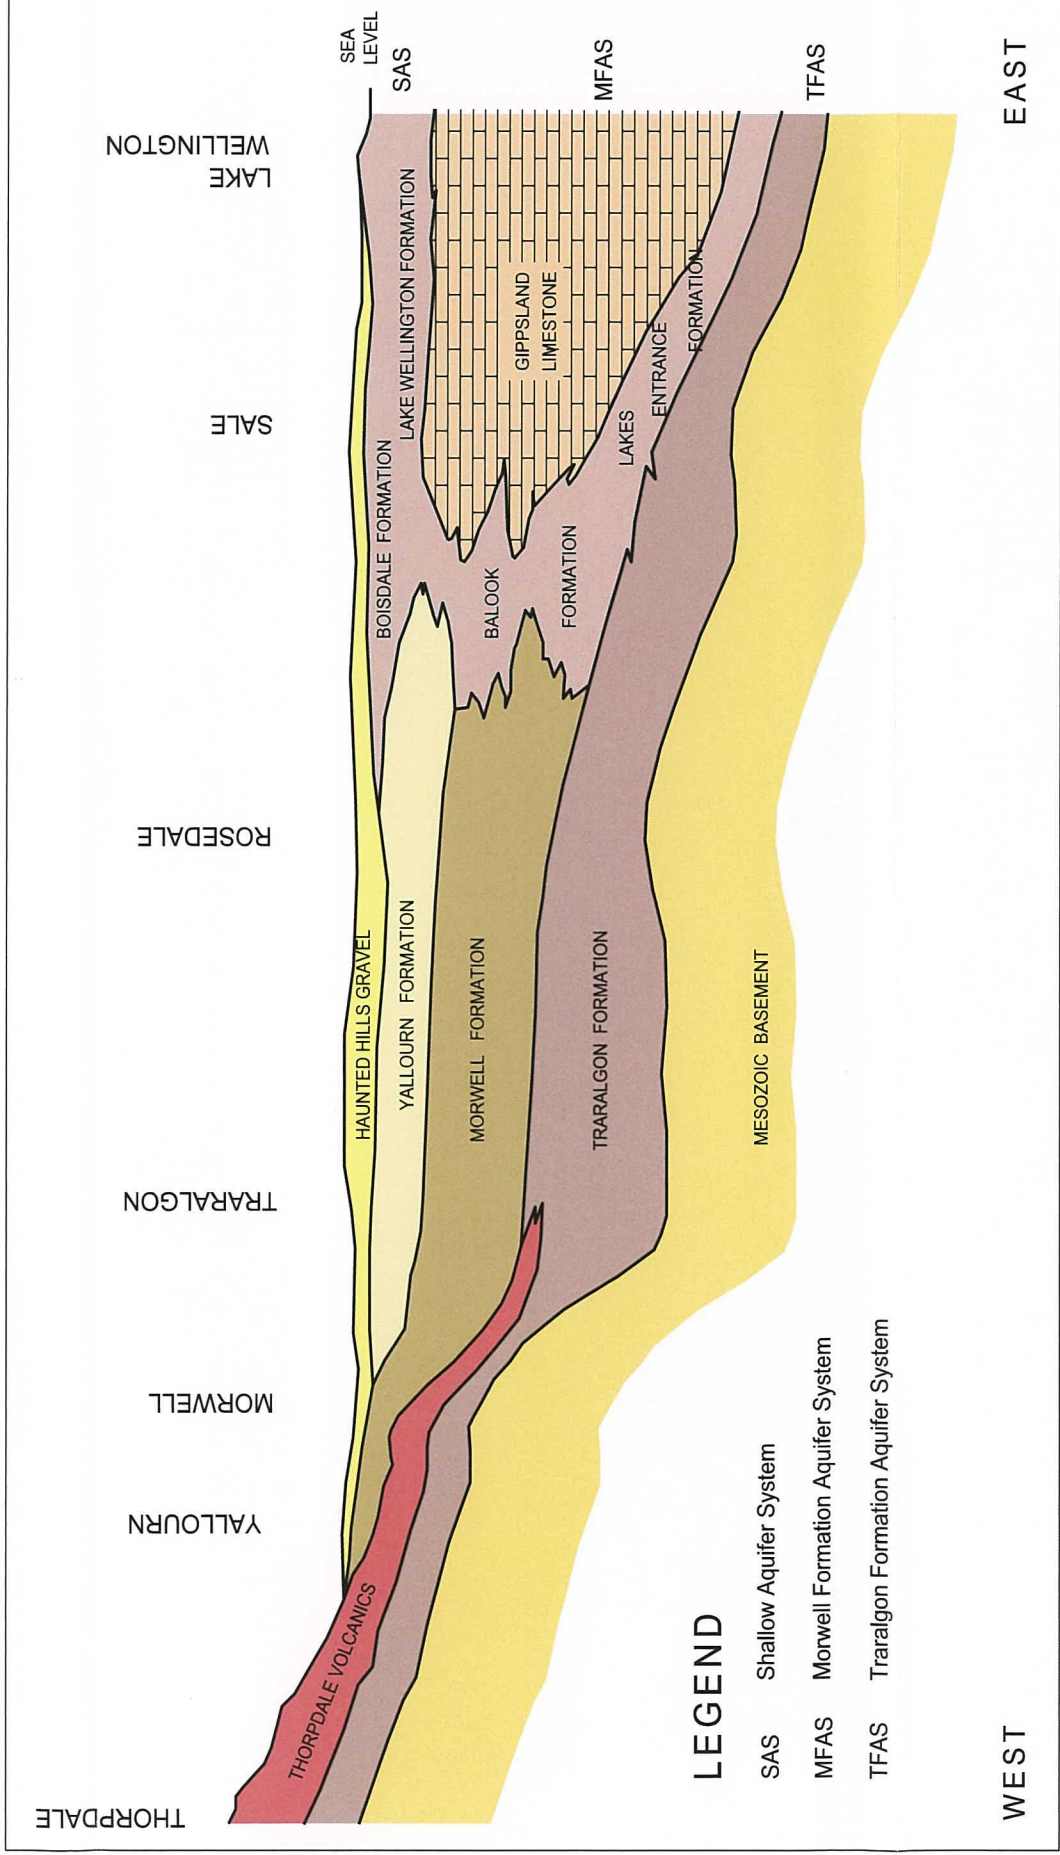 THORPDALE
YALLOURN
MORWELL
TRARALGON
ROSEDALE
SALE
LAKE
WELLINGTON
SEA
LEVEL
SAS
MFAS
TFAS
HAUNTED HILLS GRAVEL
YALLOURN FORMATION
MORWELL FORMATION
TRARALGON FORMATION
MESOZOIC BASEMENT
THORPDALE VOLCANICS
BOISDALE FORMATION
LAKE WELLINGTON FORMATION
BALOOK
FORMATION
GIPPSLAND
LIMESTONE
LAKES
ENTRANCE
FORMATION
LEGEND
SAS Shallow Aquifer System
MFAS Morwell Formation Aquifer System
TFAS Traralgon Formation Aquifer System
WEST
EAST